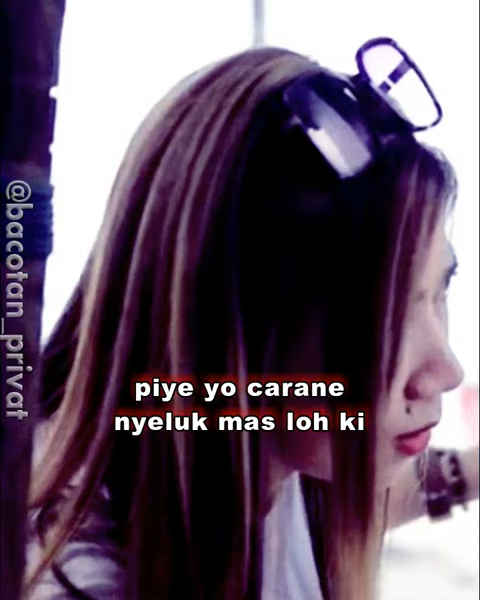 @bacotan_privat
piye yo carane
nyeluk mas loh ki